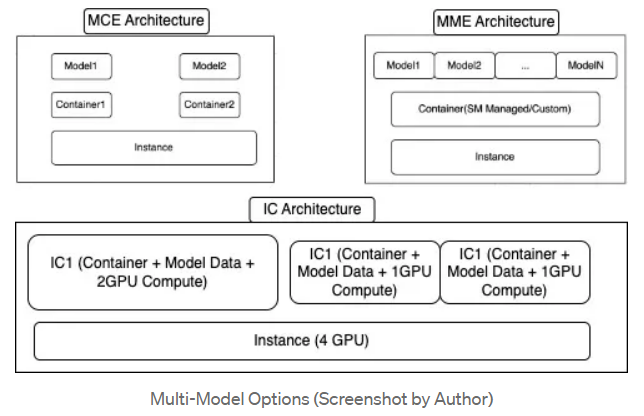 MCE Architecture
Model1
Model2
Container1
Container2
Instance
MME Architecture
Model1
Model2
...
ModelN
Container(SM Managed/Custom)
Instance
IC Architecture
IC1 (Container + Model Data +
2GPU Compute)
IC1 (Container +
Model Data + 1GPU
Compute)
IC1 (Container +
Model Data + 1GPU
Compute)
Instance (4 GPU)
Multi-Model Options (Screenshot by Author)